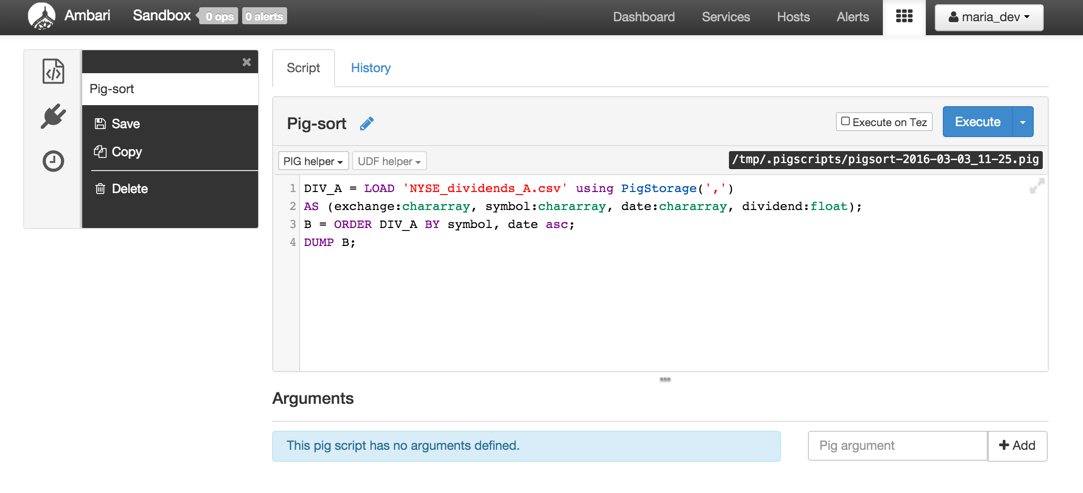 Ambari Sandbox 0 ops 0 alerts Dashboard Services Hosts Alerts maria_dev
Script History
Pig-sort
Save
Copy
Delete
Pig-sort Execute on Tez Execute
PIG helper UDF helper /tmp/.pigscripts/pigsort-2016-03-03_11-25.pig
1 DIV_A = LOAD 'NYSE_dividends_A.csv' using PigStorage(',')
2 AS (exchange:chararray, symbol:chararray, date:chararray, dividend:float);
3 B = ORDER DIV_A BY symbol, date asc;
4 DUMP B;
Arguments
This pig script has no arguments defined. Pig argument + Add